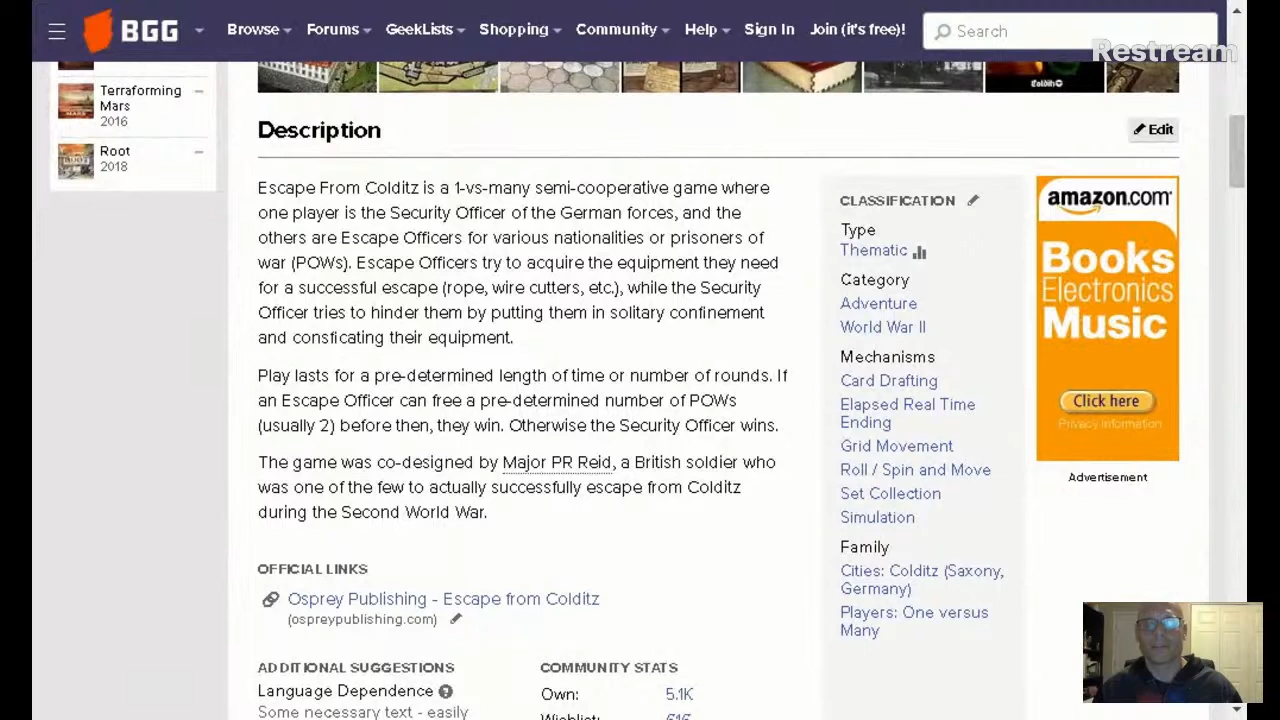 BGG
Browse Forums GeekLists Shopping Community Help Sign In Join (it's free!) Search
Restream
Terraforming
Mars
2016
Root
2018
Description
Edit
Escape From Colditz is a 1-vs-many semi-cooperative game where
one player is the Security Officer of the German forces, and the
others are Escape Officers for various nationalities or prisoners of
war (POWs). Escape Officers try to acquire the equipment they need
for a successful escape (rope, wire cutters, etc.), while the Security
Officer tries to hinder them by putting them in solitary confinement
and consficating their equipment.
Play lasts for a pre-determined length of time or number of rounds. If
an Escape Officer can free a pre-determined number of POWs
(usually 2) before then, they win. Otherwise the Security Officer wins.
The game was co-designed by Major PR Reid, a British soldier who
was one of the few to actually successfully escape from Colditz
during the Second World War.
OFFICIAL LINKS
Osprey Publishing - Escape from Colditz
(ospreypublishing.com)
ADDITIONAL SUGGESTIONS
Language Dependence
Some necessary text - easily
COMMUNITY STATS
Own: 5.1K
Wishlist: 616
CLASSIFICATION
Type
Thematic
Category
Adventure
World War II
Mechanisms
Card Drafting
Elapsed Real Time
Ending
Grid Movement
Roll / Spin and Move
Set Collection
Simulation
Family
Cities: Colditz (Saxony,
Germany)
Players: One versus
Many
amazon.com
Books
Electronics
Music
Click here
Privacy Information
Advertisement